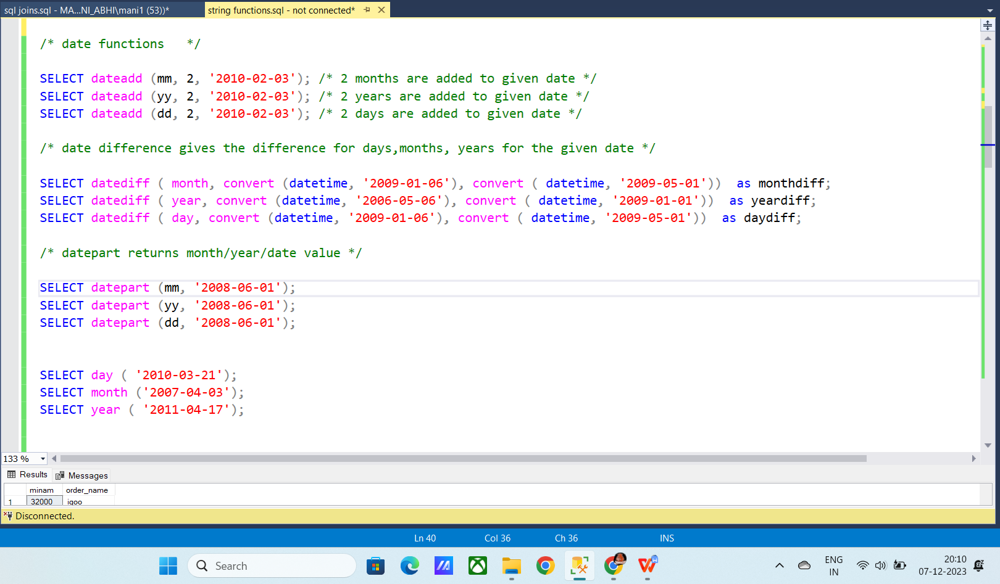 sql joins.sql - MA...NI_ABHI\mani1 (53))*
string functions.sql - not connected*
/* date functions   */
SELECT dateadd (mm, 2, '2010-02-03'); /* 2 months are added to given date */
SELECT dateadd (yy, 2, '2010-02-03'); /* 2 years are added to given date */
SELECT dateadd (dd, 2, '2010-02-03'); /* 2 days are added to given date */
/* date difference gives the difference for days,months, years for the given date */
SELECT datediff ( month, convert (datetime, '2009-01-06'), convert ( datetime, '2009-05-01'))  as monthdiff;
SELECT datediff ( year, convert (datetime, '2006-05-06'), convert ( datetime, '2009-01-01'))  as yeardiff;
SELECT datediff ( day, convert (datetime, '2009-01-06'), convert ( datetime, '2009-05-01'))  as daydiff;
/* datepart returns month/year/date value */
SELECT datepart (mm, '2008-06-01');
SELECT datepart (yy, '2008-06-01');
SELECT datepart (dd, '2008-06-01');
SELECT day ( '2010-03-21');
SELECT month ('2007-04-03');
SELECT year ( '2011-04-17');
133 %
Results Messages
minam order_name
1 32000 iqoo
Disconnected.
Ln 40 Col 36 Ch 36 INS
Search
ENG
IN
20:10
07-12-2023